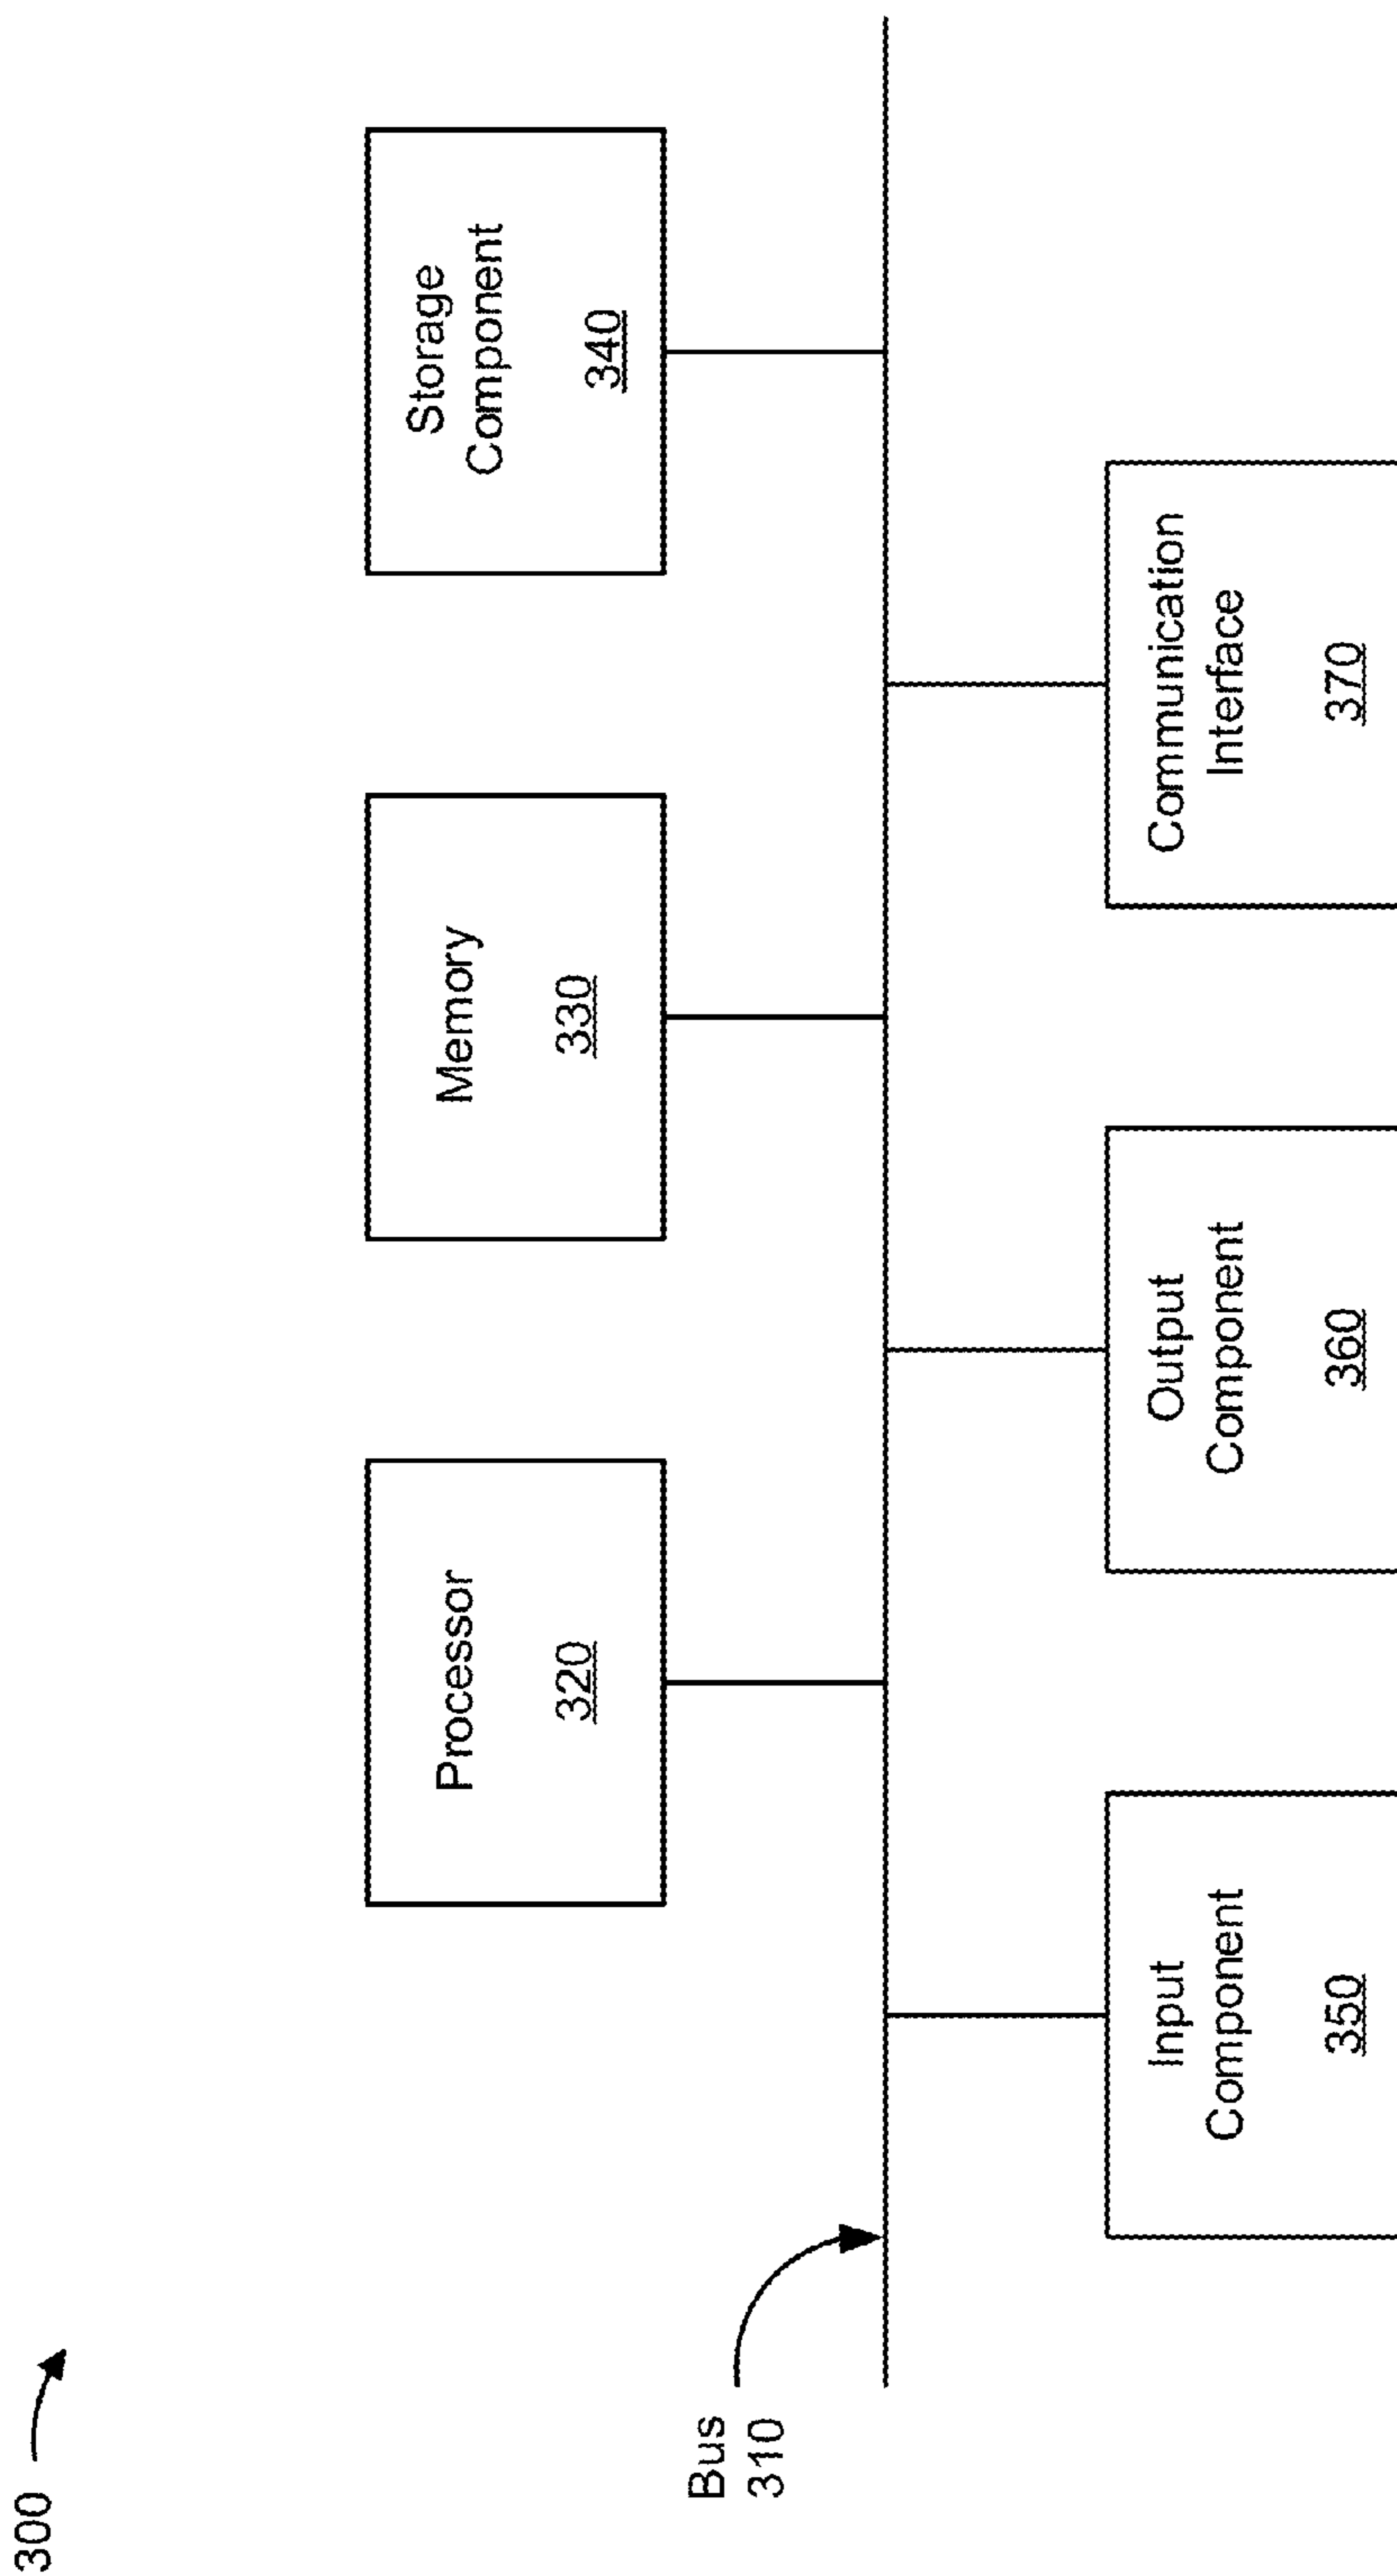 300
Bus
310
Processor
320
Memory
330
Storage
Component
340
Input
Component
350
Output
Component
360
Communication
Interface
370